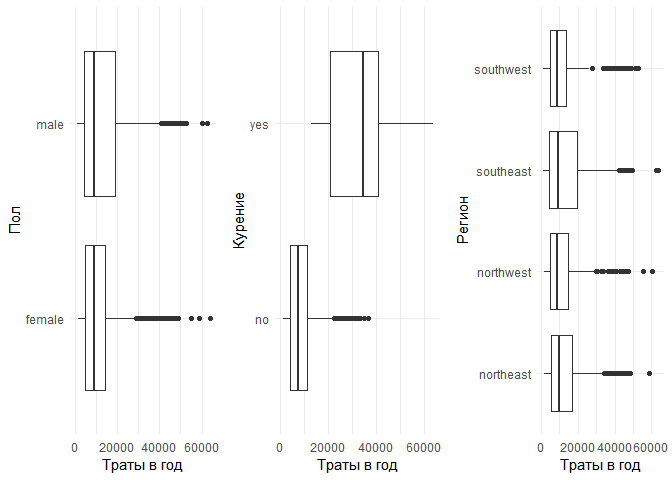 Пол
male
female
0 20000 40000 60000
Траты в год
Курение
yes
no
0 20000 40000 60000
Траты в год
Регион
southwest
southeast
northwest
northeast
0 20000 40000 60000
Траты в год